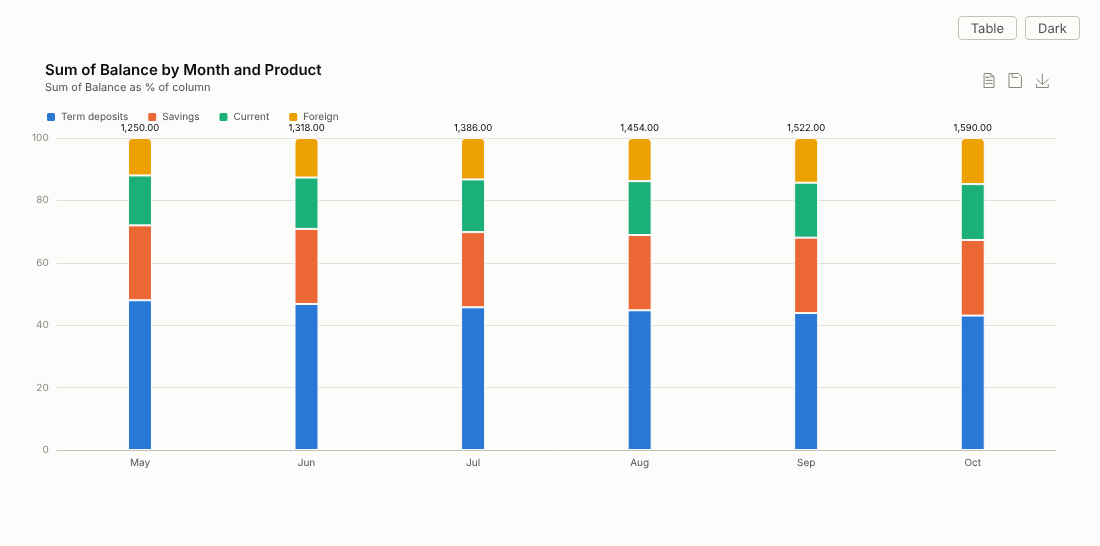 Table Dark
Sum of Balance by Month and Product
Sum of Balance as % of column
Term deposits Savings Current Foreign
1,250.00 1,318.00 1,386.00 1,454.00 1,522.00 1,590.00
100
80
60
40
20
0
May Jun Jul Aug Sep Oct